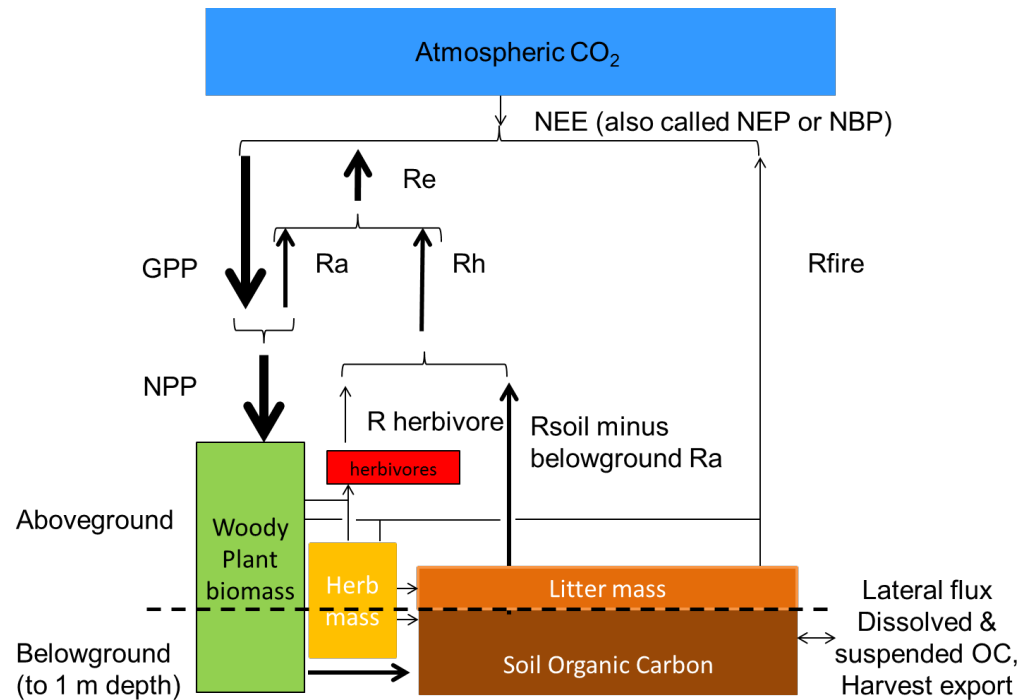 Atmospheric CO₂
NEE (also called NEP or NBP)
Re
GPP
Ra
Rh
Rfire
NPP
R herbivore
Rsoil minus
belowground Ra
herbivores
Aboveground
Woody
Plant
biomass
Herb
mass
Litter mass
Lateral flux
Dissolved &
suspended OC,
Harvest export
Belowground
(to 1 m depth)
Soil Organic Carbon